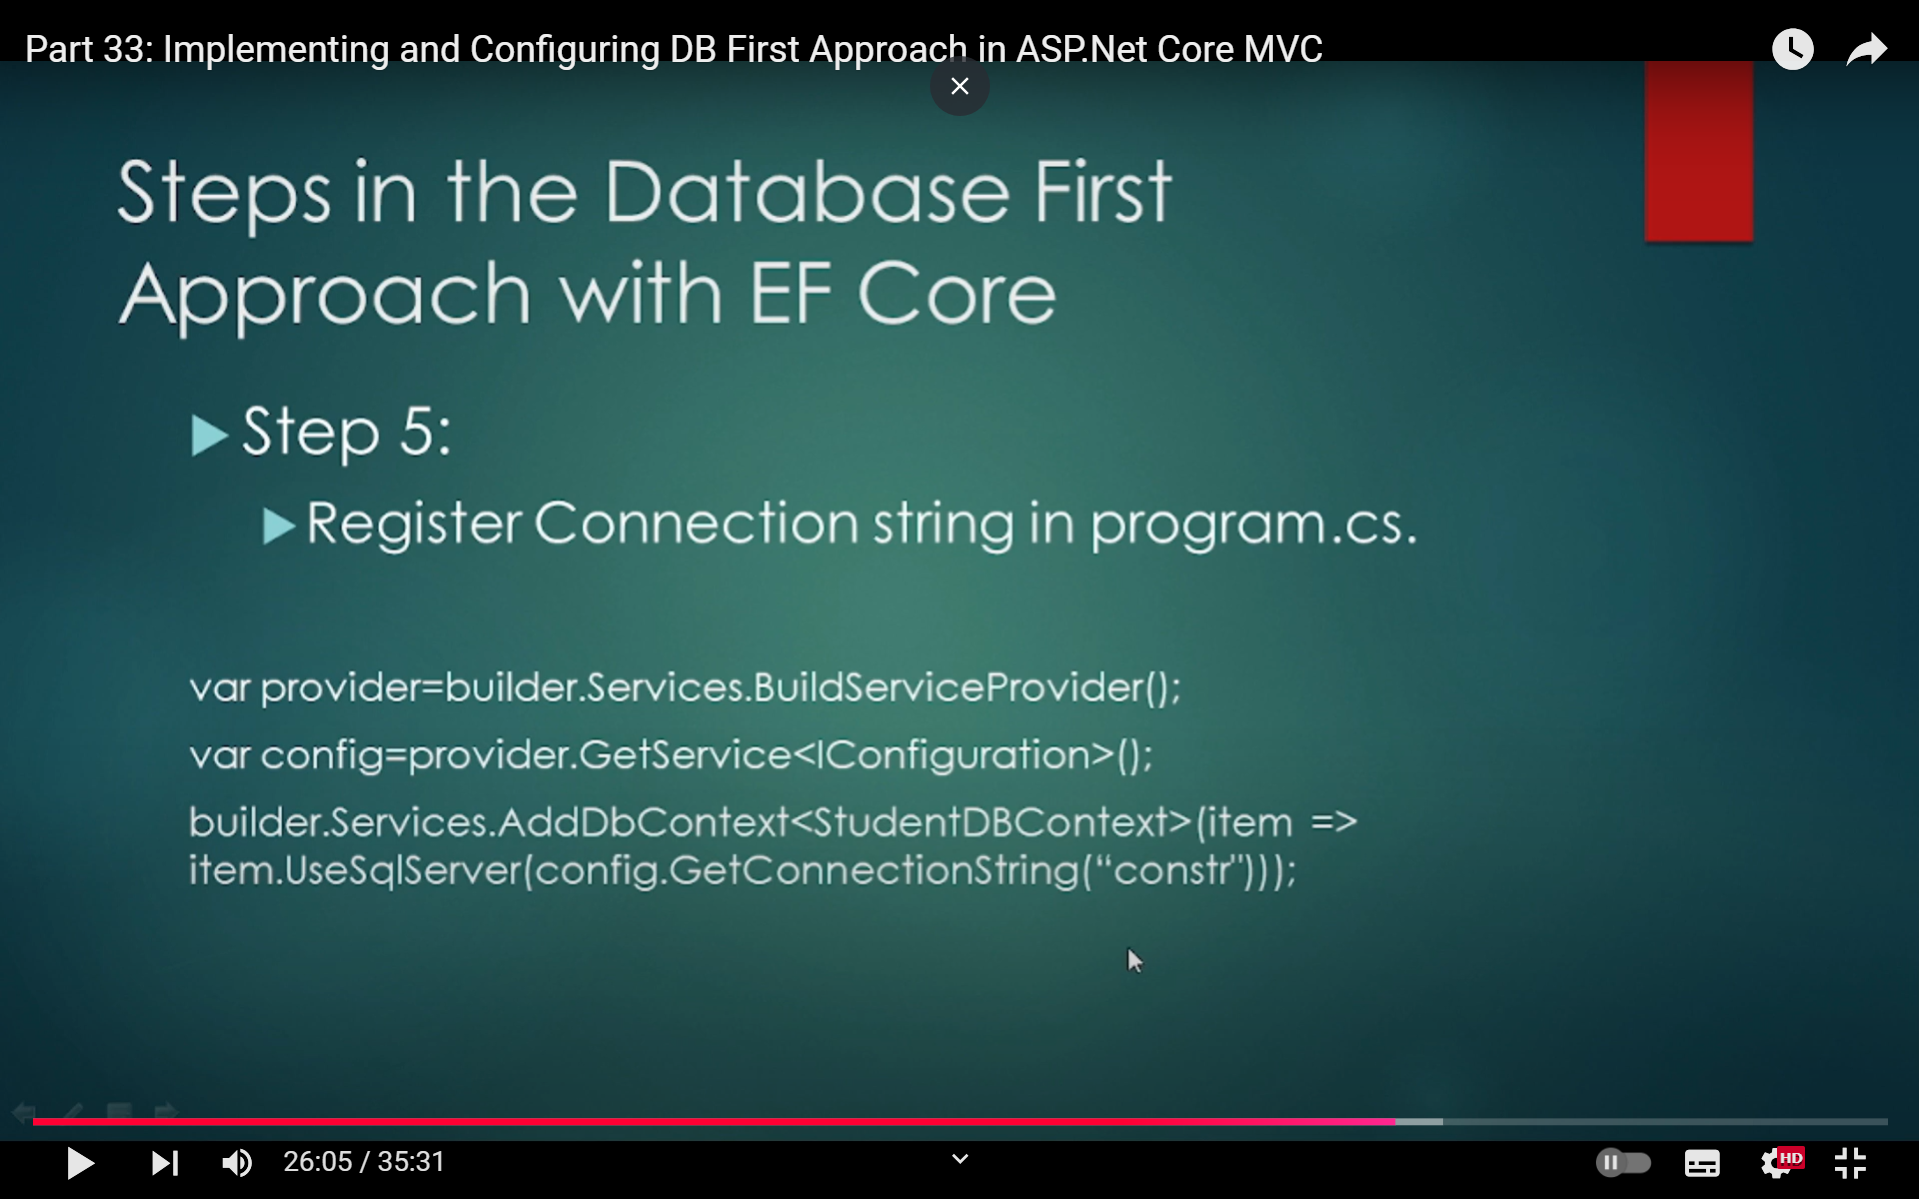 Part 33: Implementing and Configuring DB First Approach in ASP.Net Core MVC
Steps in the Database First
Approach with EF Core
Step 5:
Register Connection string in program.cs.
var provider=builder.Services.BuildServiceProvider();
var config=provider.GetService<IConfiguration>();
builder.Services.AddDbContext<StudentDBContext>(item =>
item.UseSqlServer(config.GetConnectionString(“constr")));
26:05 / 35:31
HD